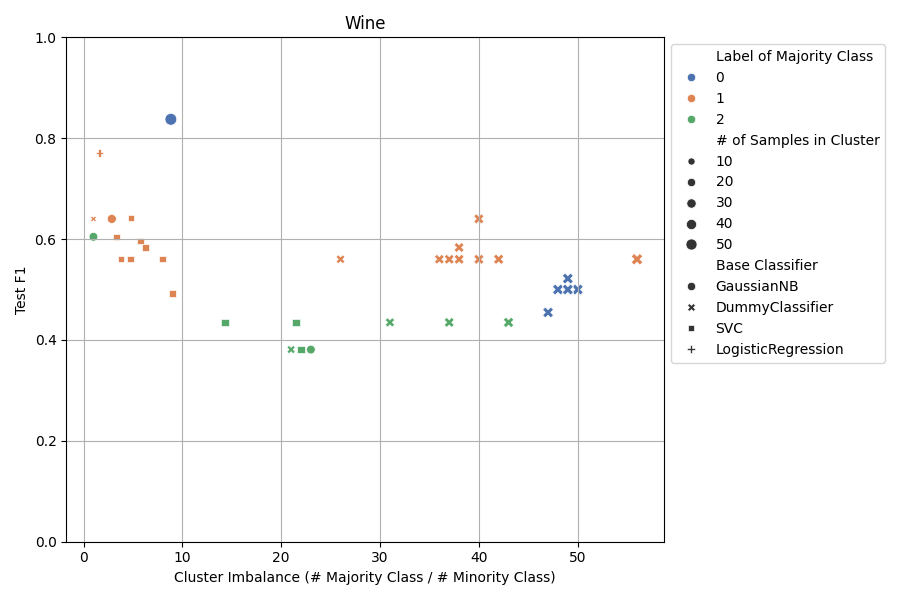 Wine
1.0
0.8
0.6
0.4
0.2
0.0
Test F1
0
10
20
30
40
50
Cluster Imbalance (# Majority Class / # Minority Class)
Label of Majority Class
0
1
2
# of Samples in Cluster
10
20
30
40
50
Base Classifier
GaussianNB
DummyClassifier
SVC
LogisticRegression